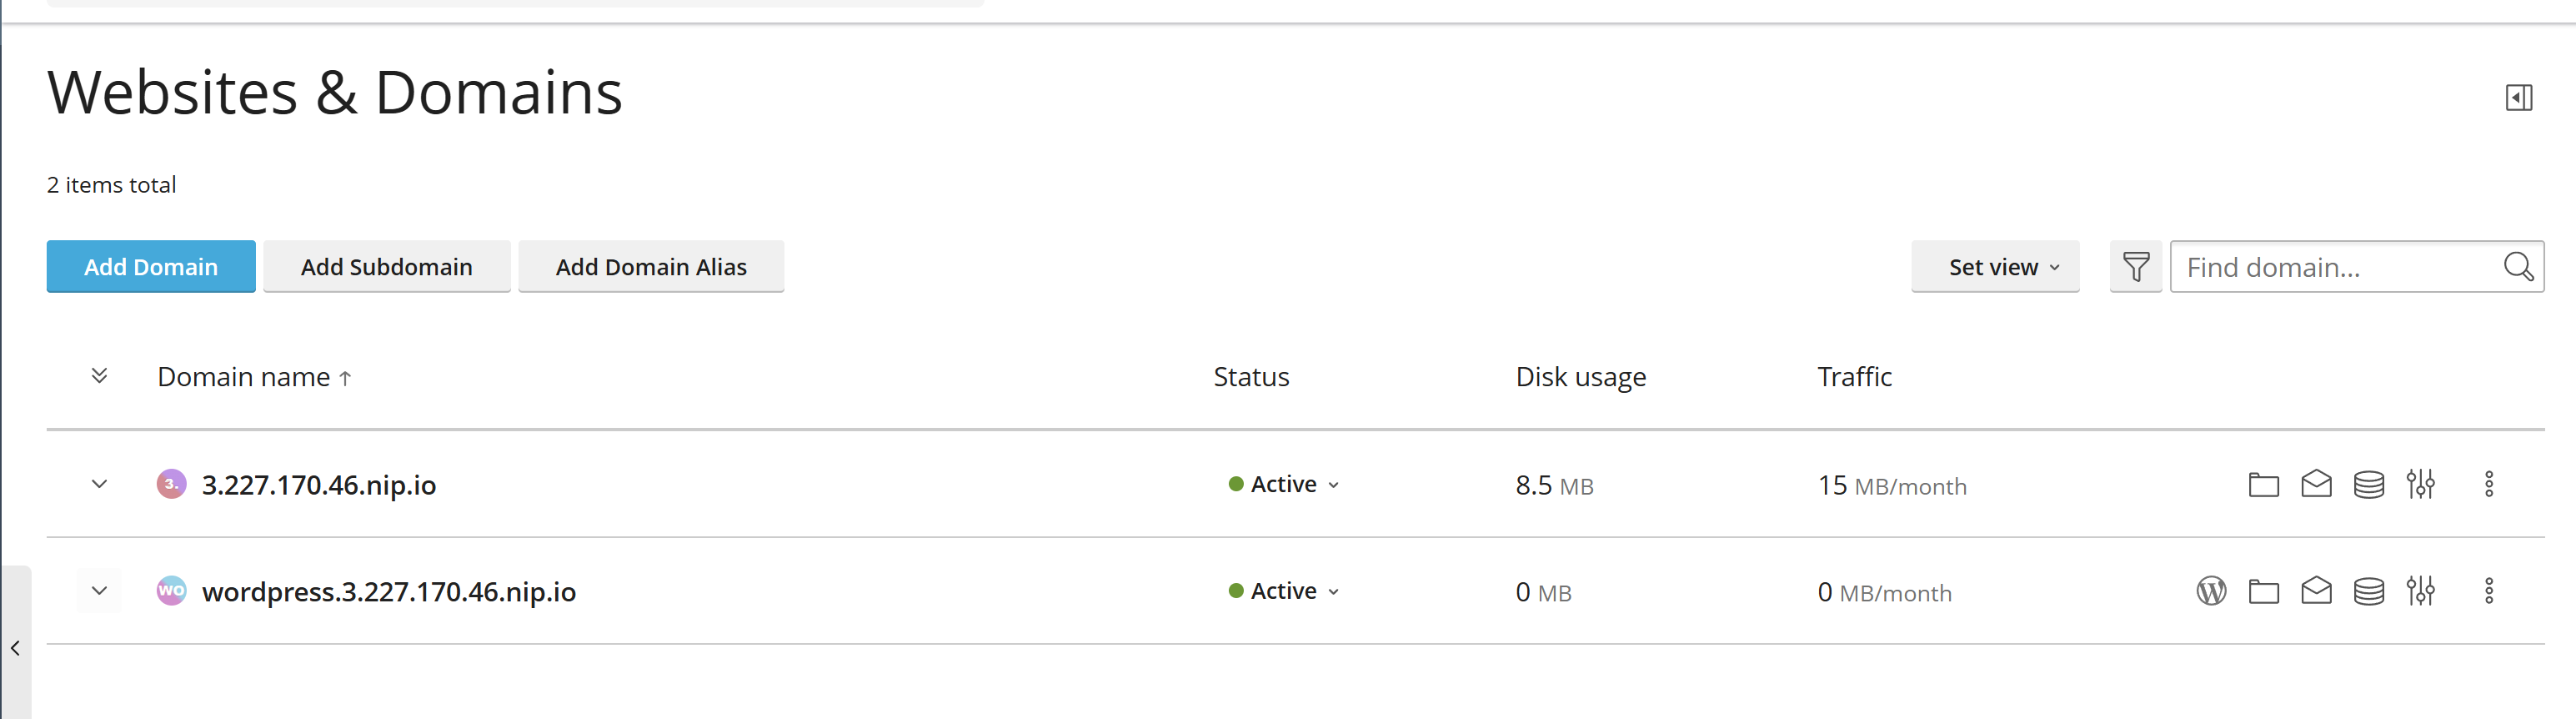 Websites & Domains
2 items total
Add Domain Add Subdomain Add Domain Alias Set view Find domain...
Domain name ↑ Status Disk usage Traffic
3. 3.227.170.46.nip.io Active 8.5 MB 15 MB/month
WO wordpress.3.227.170.46.nip.io Active 0 MB 0 MB/month